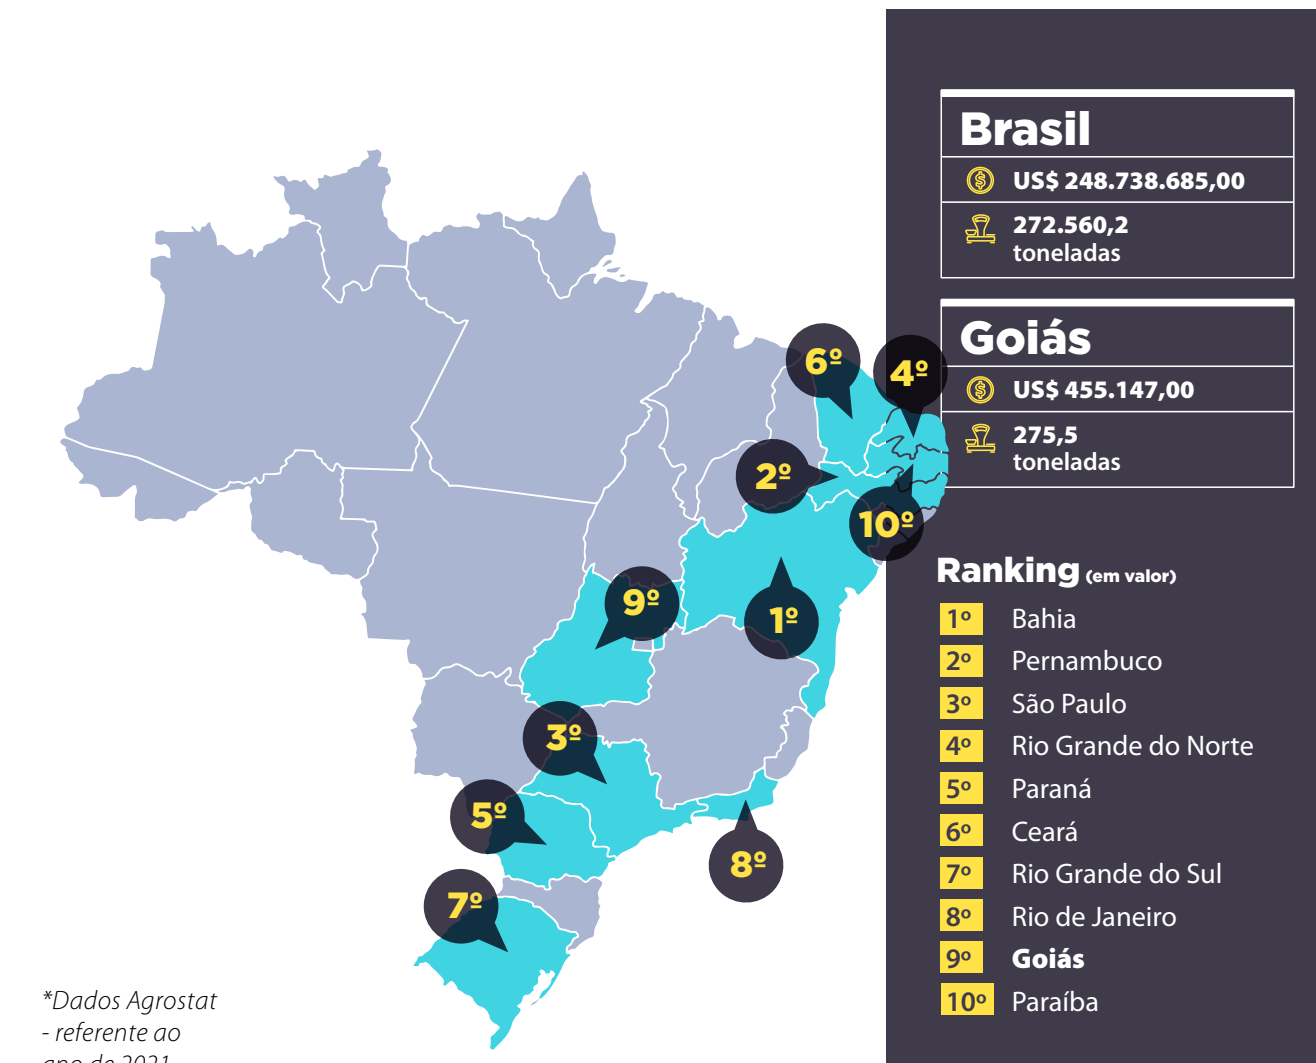 Brasil
US$ 248.738.685,00
272.560,2
toneladas
Goiás
US$ 455.147,00
275,5
toneladas
6º
4º
2º
10º
9º
1º
3º
5º
8º
7º
Ranking (em valor)
1º Bahia
2º Pernambuco
3º São Paulo
4º Rio Grande do Norte
5º Paraná
6º Ceará
7º Rio Grande do Sul
8º Rio de Janeiro
9º Goiás
10º Paraíba
*Dados Agrostat
- referente ao
ano de 2021